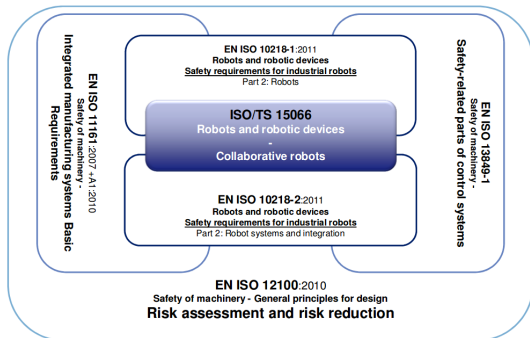 EN ISO 11161:2007 +A1:2010
Safety of machinery -
Integrated manufacturing systems Basic
Requirements
EN ISO 10218-1:2011
Robots and robotic devices
Safety requirements for industrial robots
Part 2: Robots
ISO/TS 15066
Robots and robotic devices
-
Collaborative robots
EN ISO 10218-2:2011
Robots and robotic devices
Safety requirements for industrial robots
Part 2: Robot systems and integration
EN ISO 13849-1
Safety of machinery -
Safety-related parts of control systems
EN ISO 12100:2010
Safety of machinery - General principles for design
Risk assessment and risk reduction